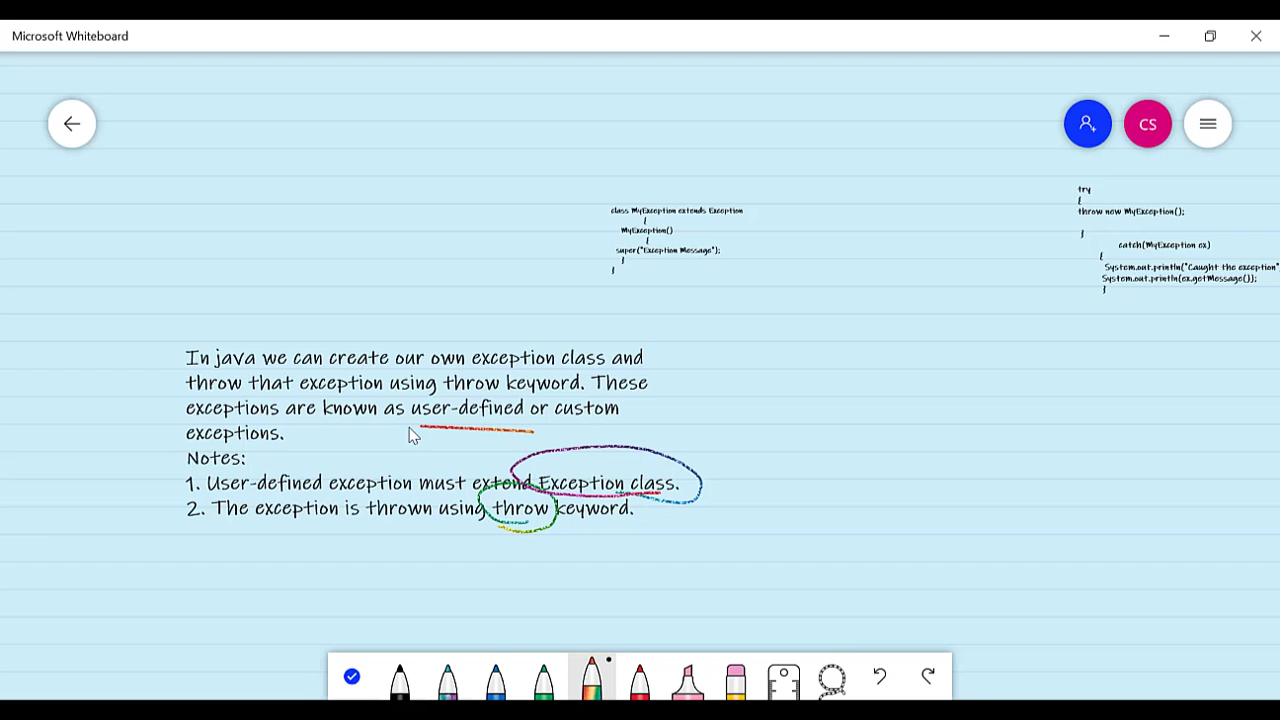 Microsoft Whiteboard
CS
class MyException extends Exception
{
MyException()
{
super("Exception Message");
}
}
try
{
throw new MyException();
}
catch(MyException ex)
{
System.out.println("Caught the exception"
System.out.println(ex.getMessage());
}
In java we can create our own exception class and
throw that exception using throw keyword. These
exceptions are known as user-defined or custom
exceptions.
Notes:
1. User-defined exception must extend Exception class.
2. The exception is thrown using throw keyword.